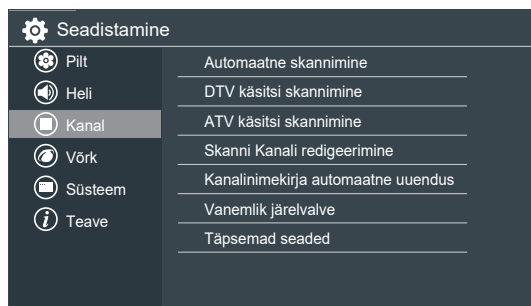 Seadistamine
Pilt
Heli
Kanal
Võrk
Süsteem
Teave
Automaatne skannimine
DTV käsitsi skannimine
ATV käsitsi skannimine
Skanni Kanali redigeerimine
Kanalinimekirja automaatne uuendus
Vanemlik järelvalve
Täpsemad seaded